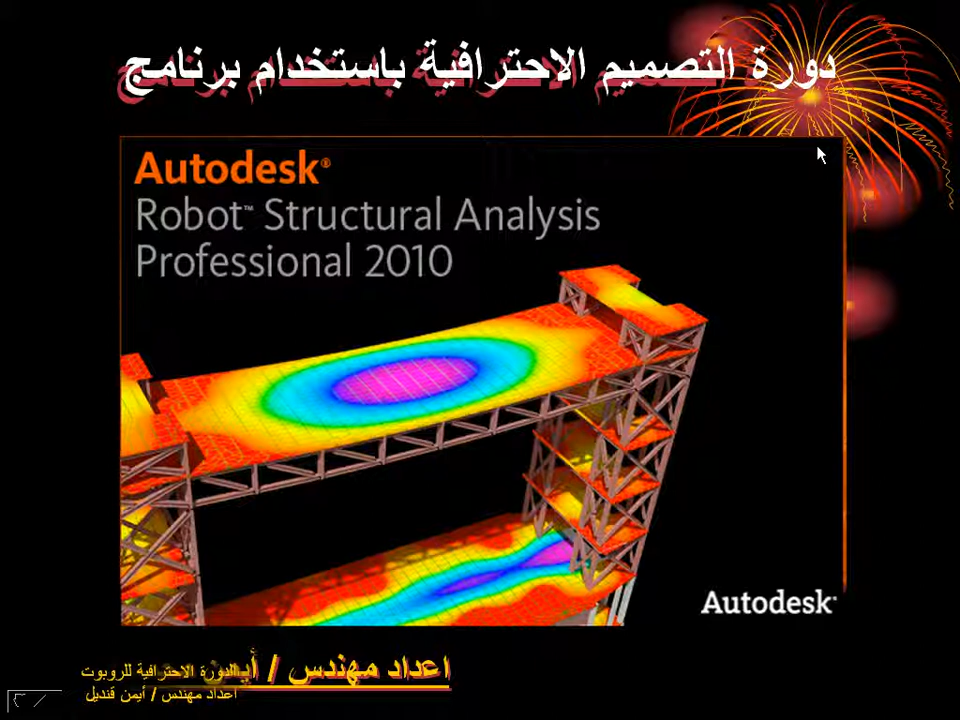 دورة التصميم الاحترافية باستخدام برنامج
Autodesk®
Robot™ Structural Analysis
Professional 2010
Autodesk®
اعداد مهندس / أيمن
الدورة الاحترافية للروبوت
اعداد مهندس / أيمن قنديل